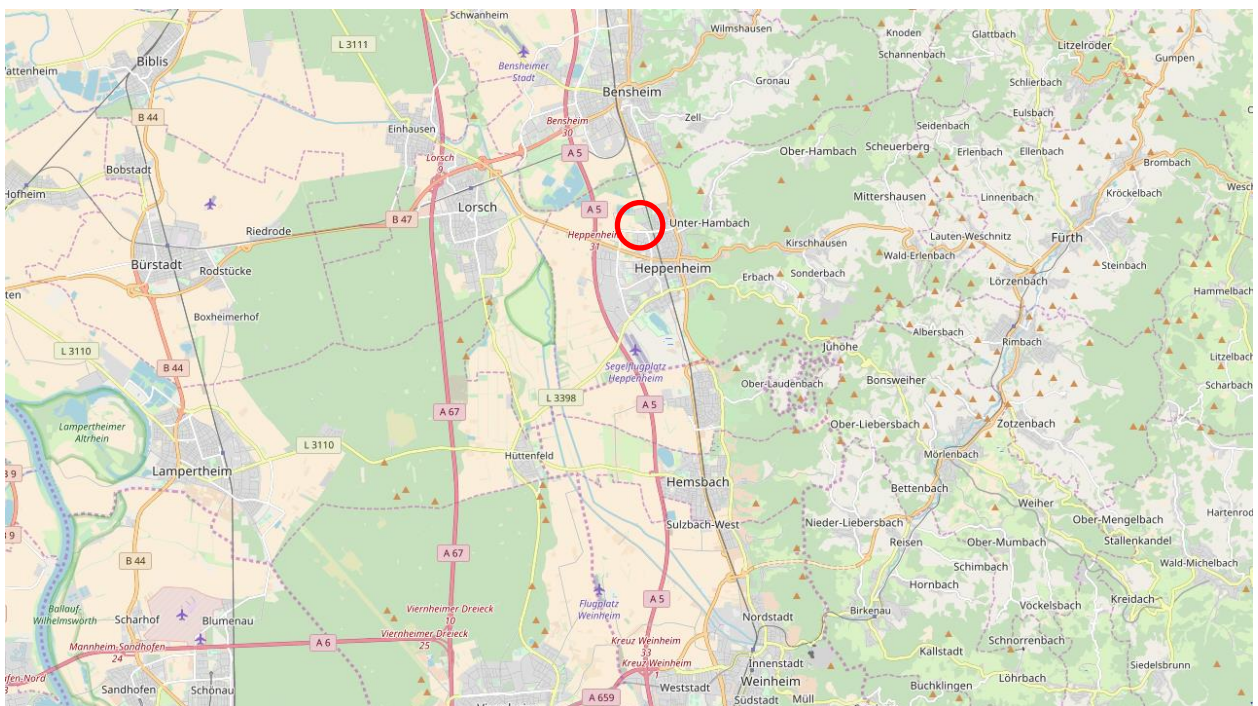 Schwanheim
Wilmshausen
Knoden
Glattbach
Litzelröder
Gumpen
Biblis
L 3111
Bensheimer
Stadt
Schannenbach
Gronau
Schlierbach
Bensheim
B 44
Einhausen
Bensheim
30
Zell
Eulsbach
Seidenbach
A 5
Ober-Hambach
Scheuerberg
Erlenbach
Ellenbach
Brombach
Lorsch
9
Bobstadt
Hofheim
Mittershausen
Linnenbach
Kröckelbach
Lorsch
A 5
B 47
Unter-Hambach
Riedrode
Heppenheim
31
Kirschhausen
Lauten-Weschnitz
Fürth
Wald-Erlenbach
Bürstadt
Rodstücke
Heppenheim
Erbach
Sonderbach
Steinbach
Lörzenbach
Boxheimerhof
Albersbach
Rimbach
L 3110
Juhöhe
B 44
Segelflugplatz
Heppenheim
Ober-Laudenbach
Bonsweiher
L 3398
A 67
A 5
Lampertheimer
Altrhein
Ober-Liebersbach
Zotzenbach
L 3110
Hüttenfeld
Mörlenbach
Lampertheim
Hemsbach
Bettenbach
Weiher
Sulzbach-West
Nieder-Liebersbach
Ober-Mengelbach
Reisen
Ober-Mumbach
Stallenkandel
A 67
B 44
Schimbach
Wald-Michelbach
Hornbach
Flugplatz
Weinheim
A 5
Ballauf-
Wilhelmswörth
Viernheimer Dreieck
10
Vöckelsbach
Kreidach
Scharhof
Blumenau
Nordstadt
Birkenau
Viernheimer Dreieck
25
Kreuz Weinheim
33
Schnorrenbach
Mannheim-Sandhofen
24
A 6
Kallstadt
Kreuz Weinheim
1
Innenstadt
Siedelsbrunn
Löhrbach
Weinheim
Sandhofen
Schönau
Weststadt
Buchklingen
A 659
Südstadt
Müll